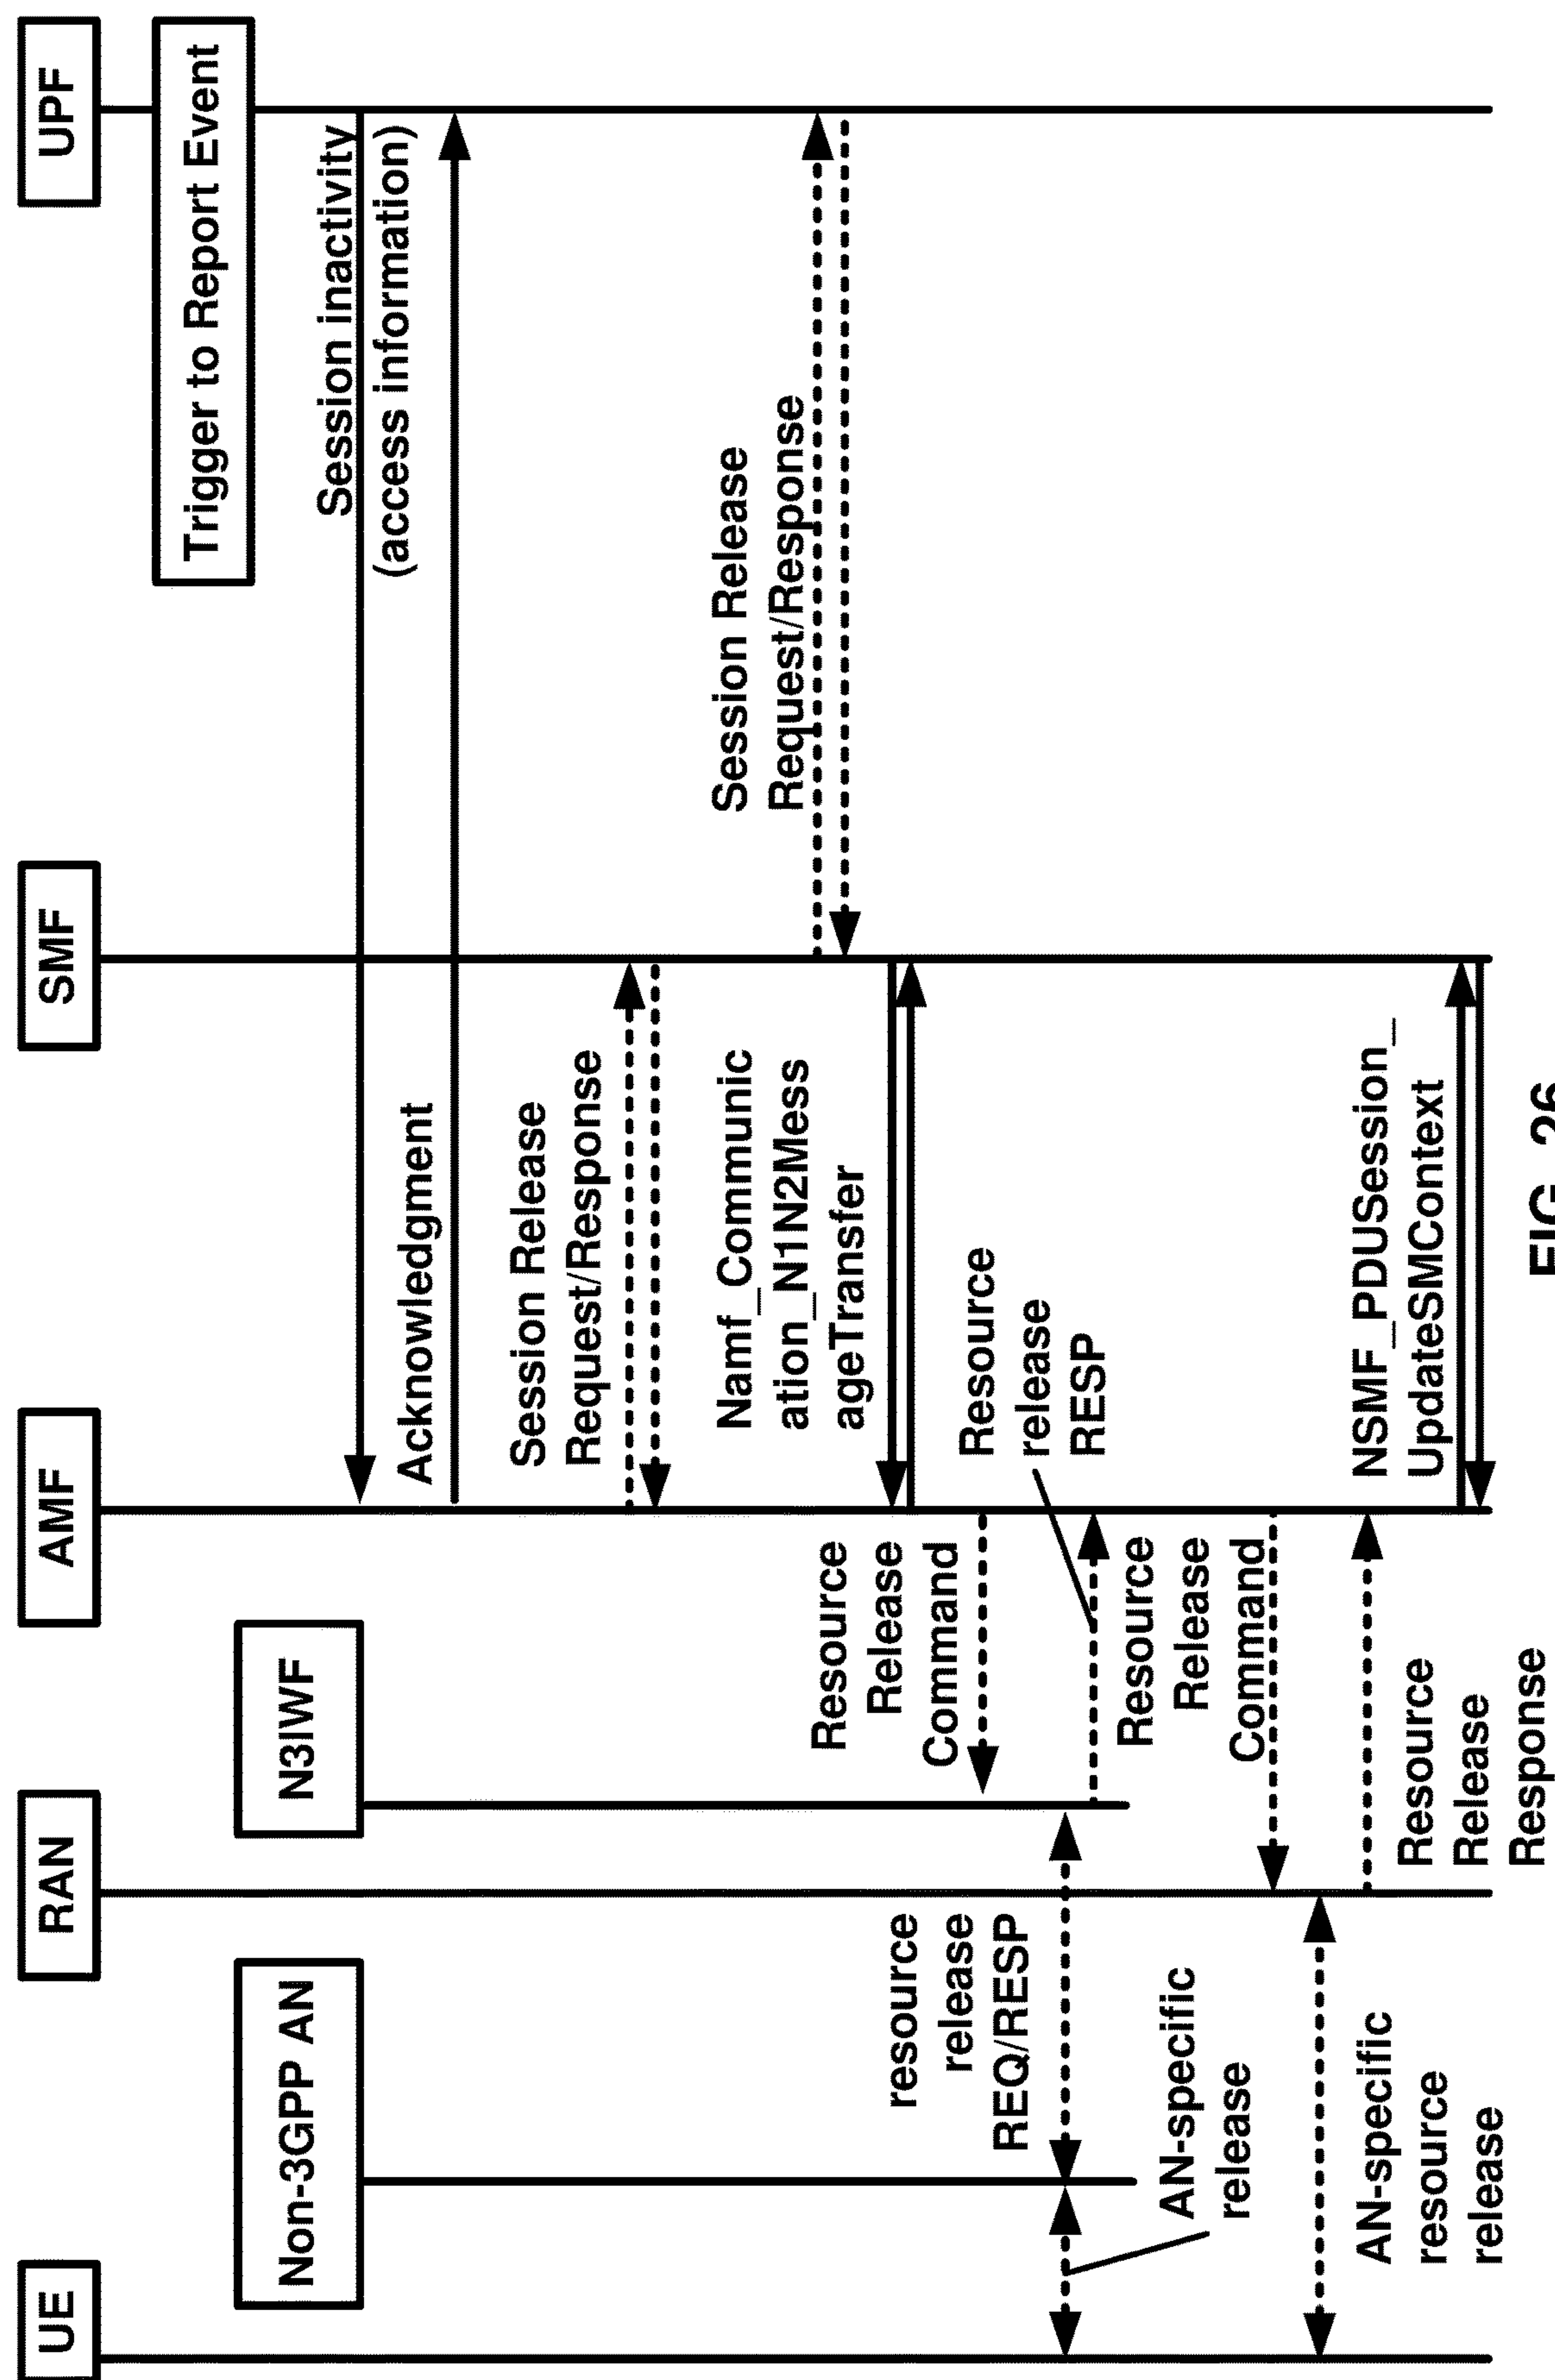 UE
RAN
AMF
SMF
UPF
Non-3GPP AN
N3IWF
Trigger to Report Event
Session inactivity
(access information)
Acknowledgment
Session Release
Request/Response
Session Release
Request/Response
Namf_Communic
ation_N1N2Mess
ageTransfer
Resource
Release
Command
resource
release
REQ/RESP
Resource
release
RESP
AN-specific
release
Resource
Release
Command
AN-specific
resource
release
Resource
Release
Response
NSMF_PDUSession_
UpdateSMContext
FIG. 26